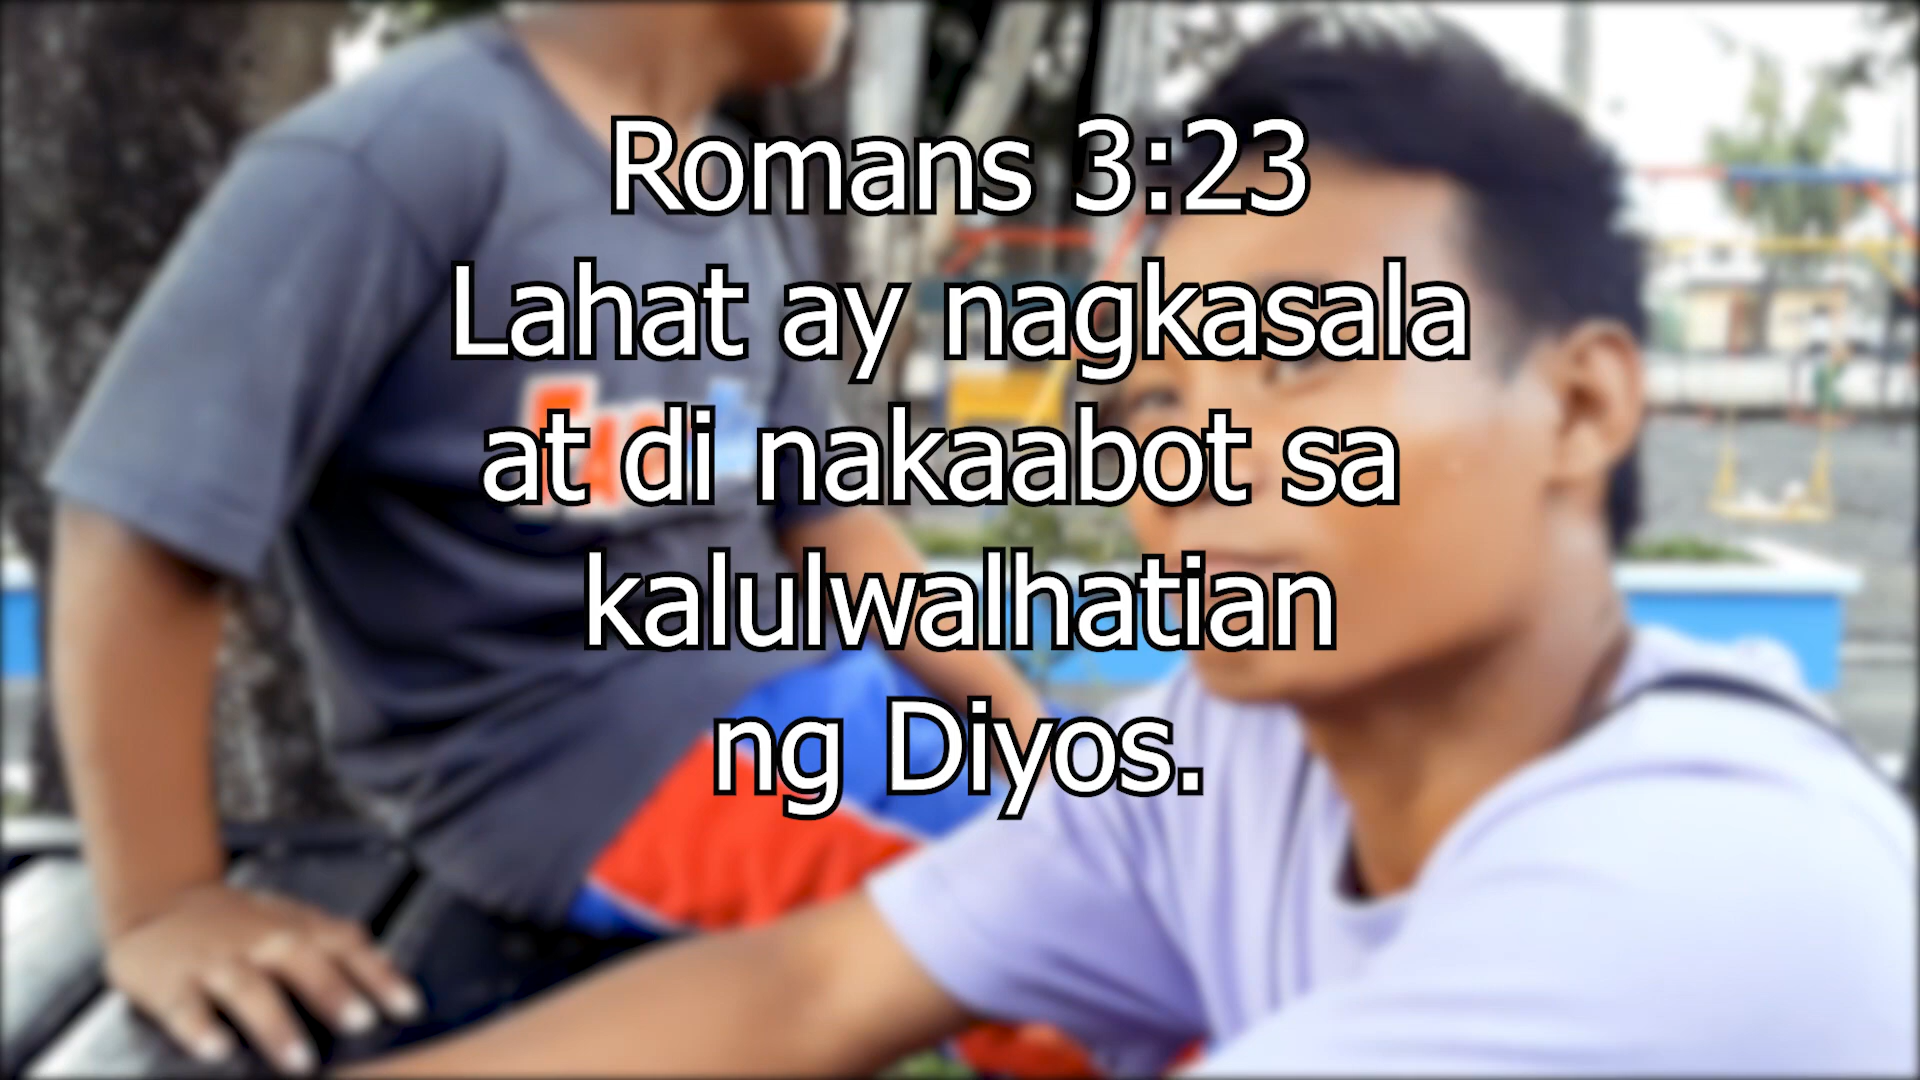 Romans 3:23
Lahat ay nagkasala
at di nakaabot sa
kalulwalhatian
ng Diyos.